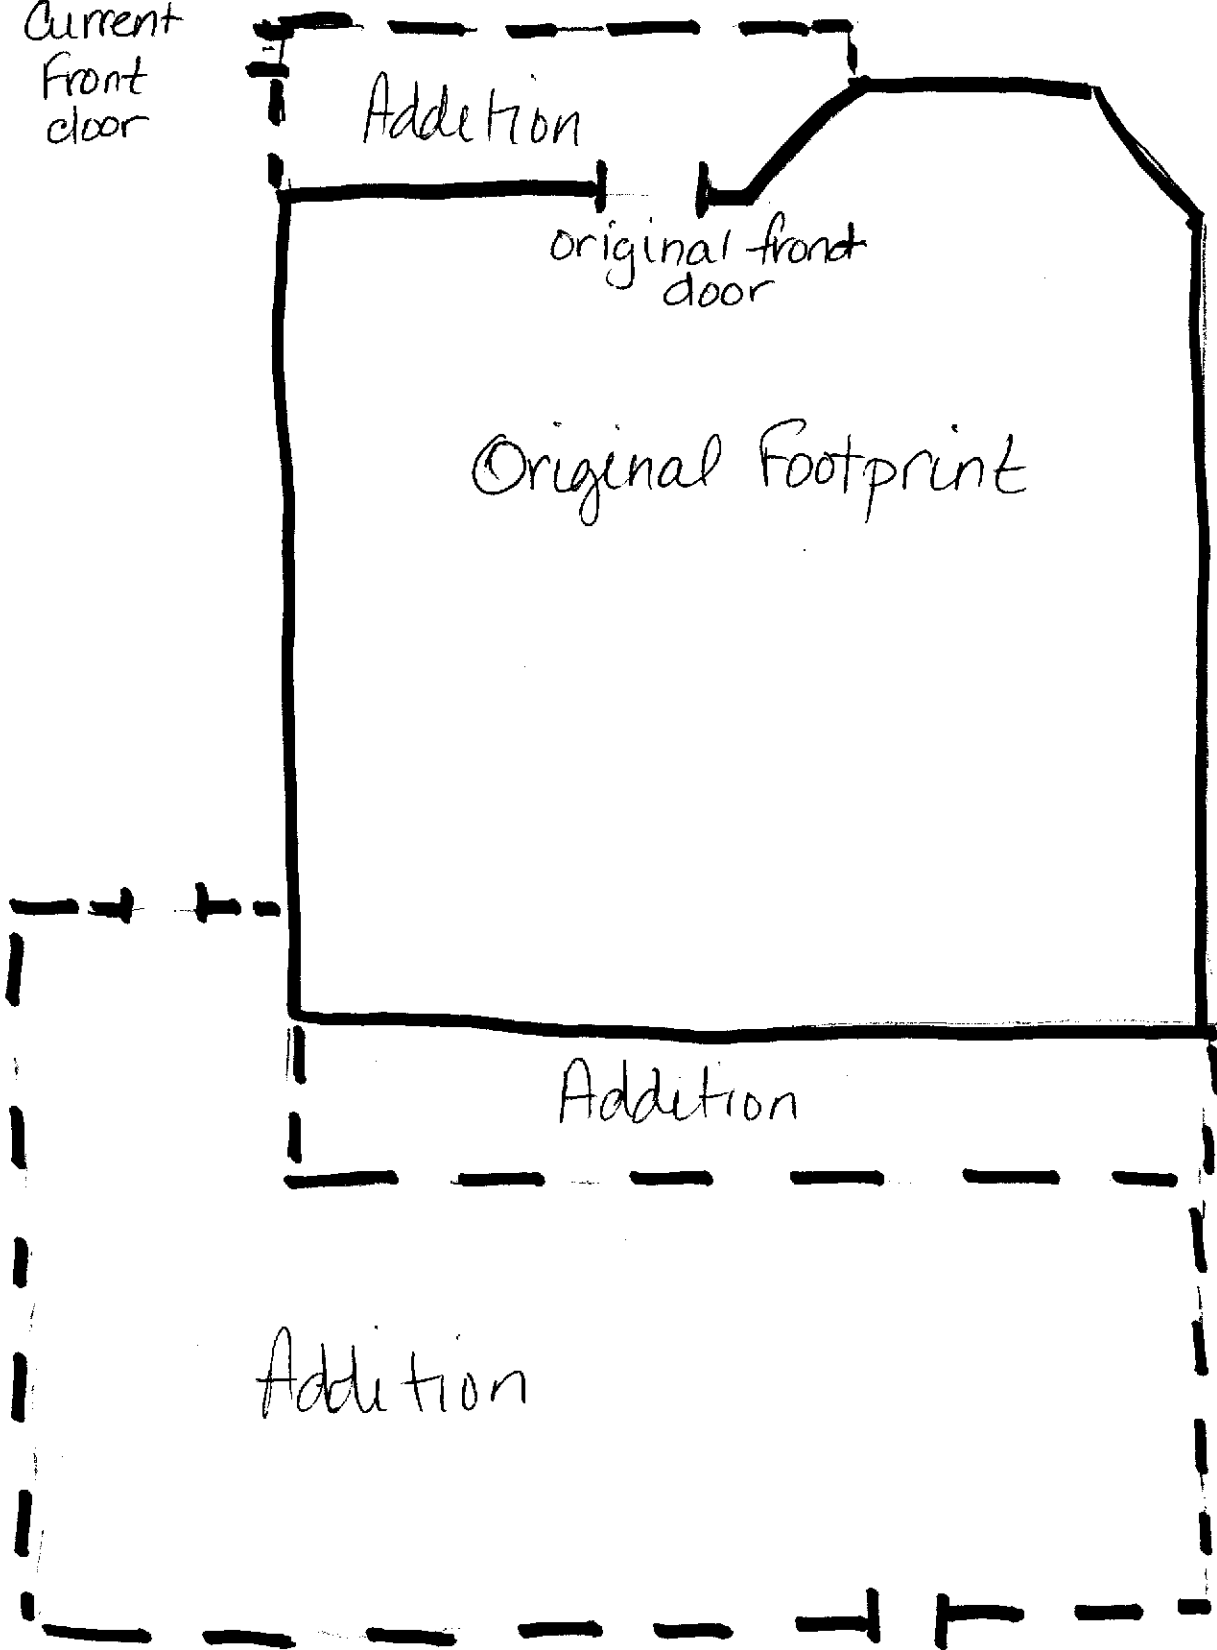 Current
Front
door
Addition
original front
door
Original Footprint
Addition
Addition